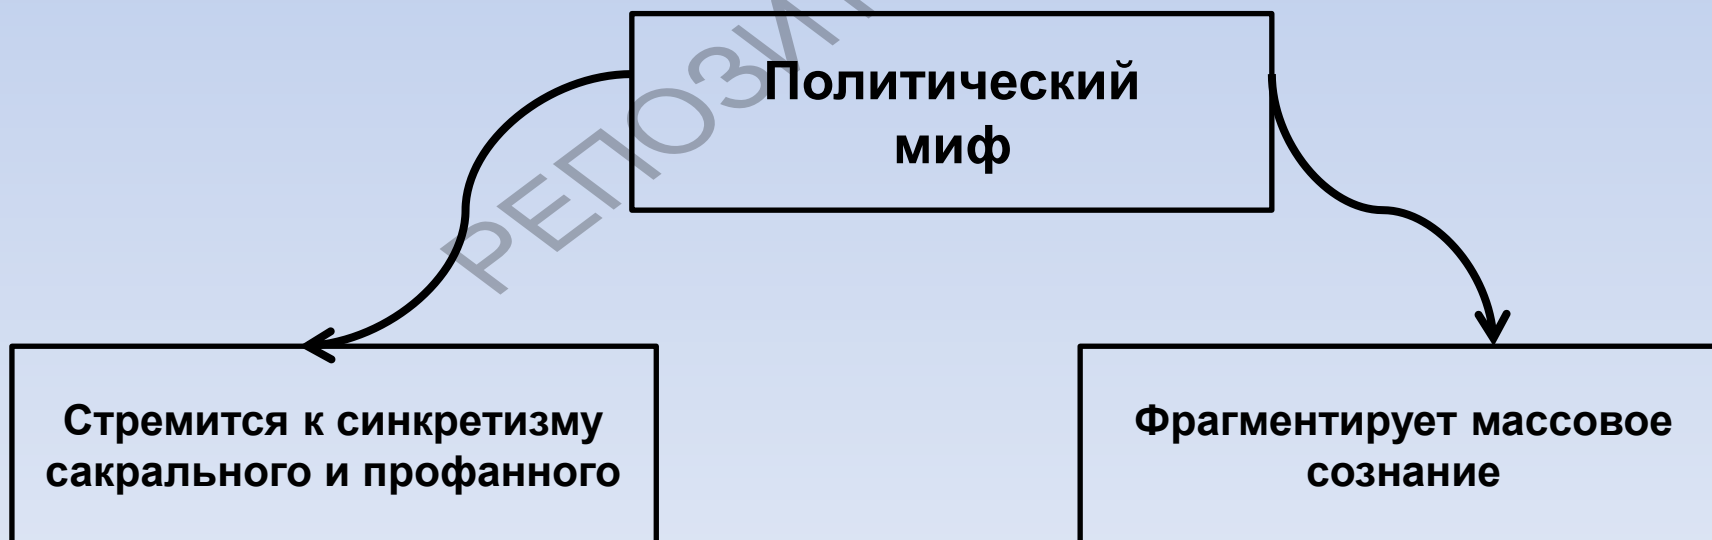 Политический
миф
Стремится к синкретизму
сакрального и профанного
Фрагментирует массовое
сознание